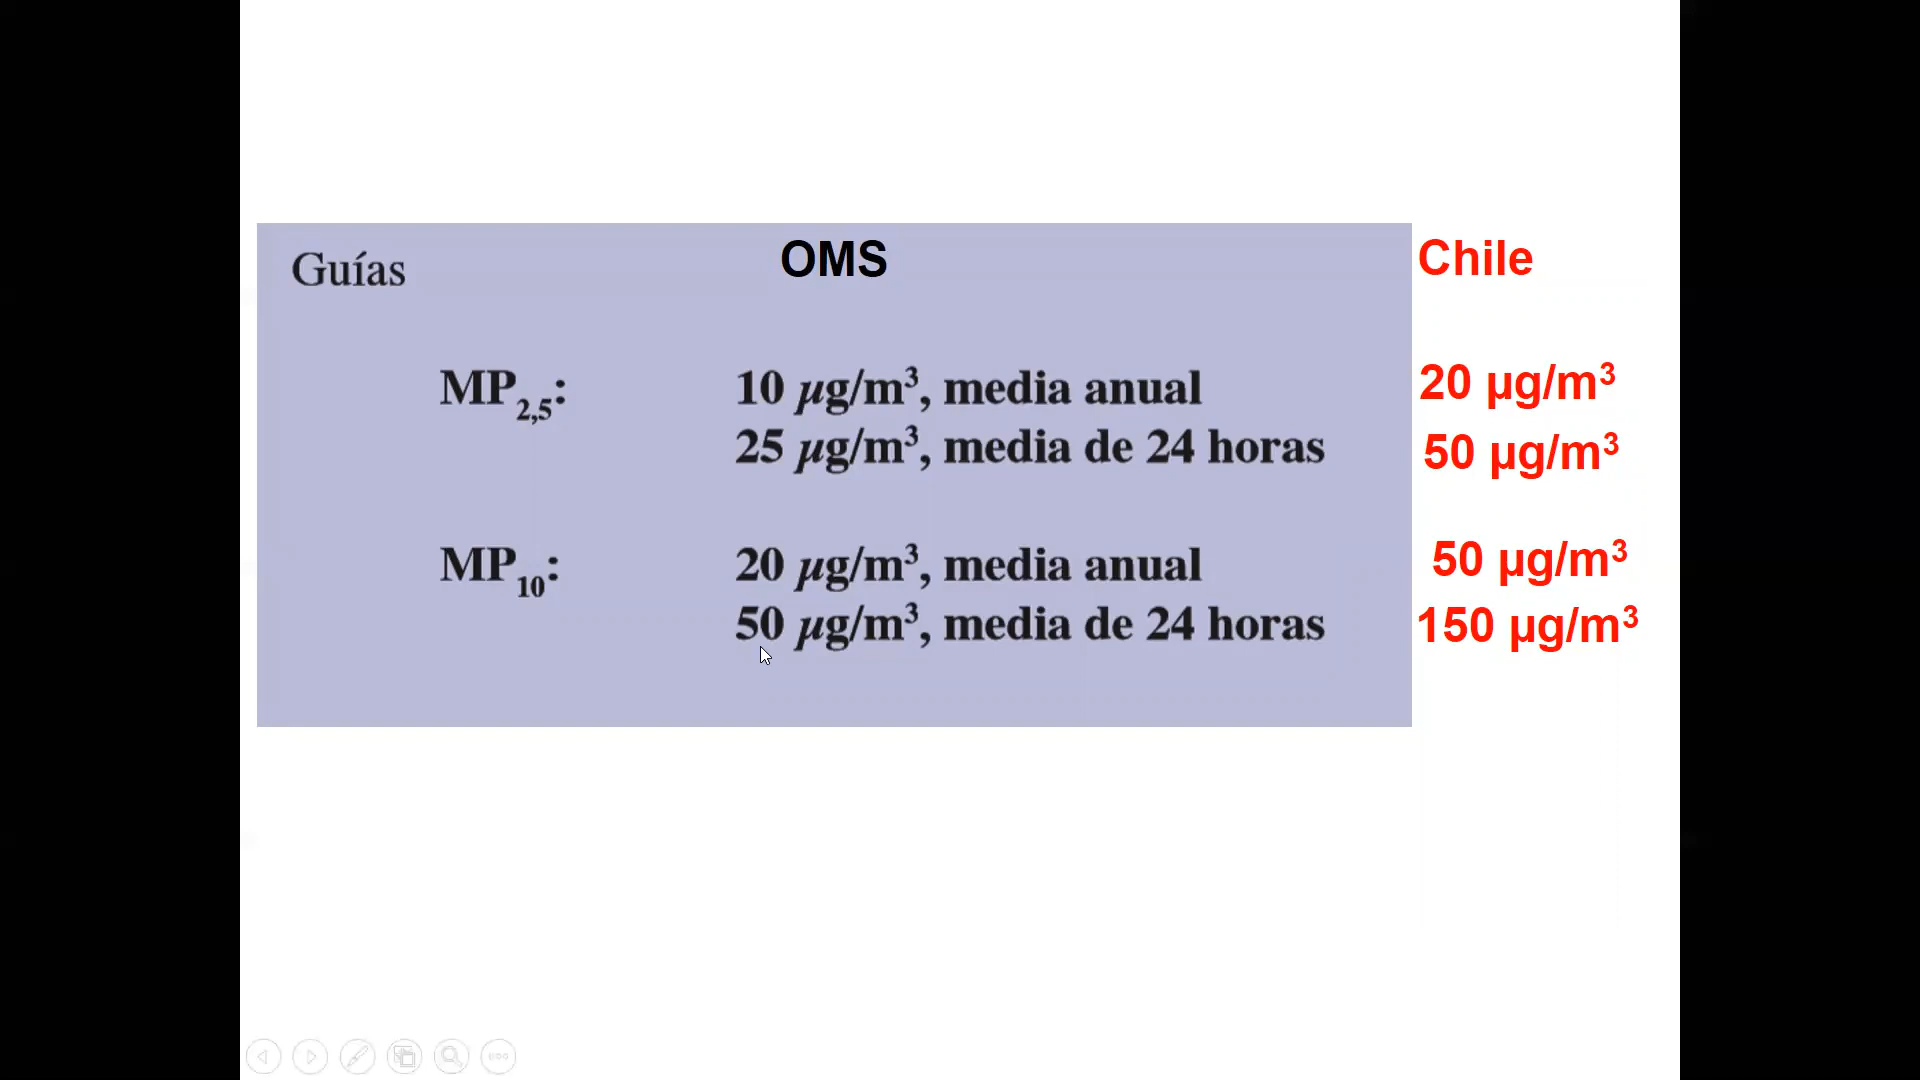 Guías OMS Chile
MP2,5: 10 µg/m³, media anual 20 µg/m³
25 µg/m³, media de 24 horas 50 µg/m³
MP10: 20 µg/m³, media anual 50 µg/m³
50 µg/m³, media de 24 horas 150 µg/m³